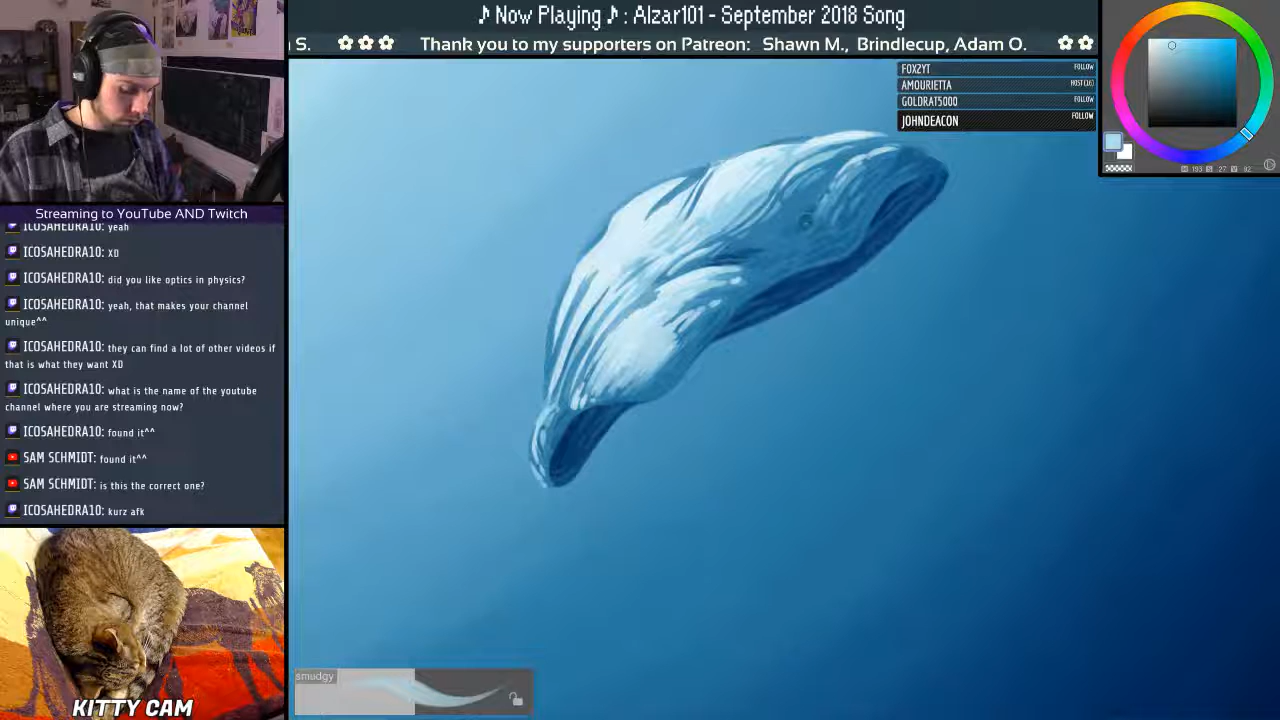 ♪ Now Playing ♪ : Alzar101 - September 2018 Song
S. ✿ ✿ ✿ Thank you to my supporters on Patreon: Shawn M., Brindlecup, Adam O. ✿ ✿
FOXZYT FOLLOW
AMOURIETTA HOST(16)
GOLDRAT5000 FOLLOW
JOHNDEACON FOLLOW
H 193 S 27 V 82
Streaming to YouTube AND Twitch
ICOSAHEDRA10: yeah
ICOSAHEDRA10: XD
ICOSAHEDRA10: did you like optics in physics?
ICOSAHEDRA10: yeah, that makes your channel
unique^^
ICOSAHEDRA10: they can find a lot of other videos if
that is what they want XD
ICOSAHEDRA10: what is the name of the youtube
channel where you are streaming now?
ICOSAHEDRA10: found it^^
SAM SCHMIDT: found it^^
SAM SCHMIDT: is this the correct one?
ICOSAHEDRA10: kurz afk
smudgy
KITTY CAM